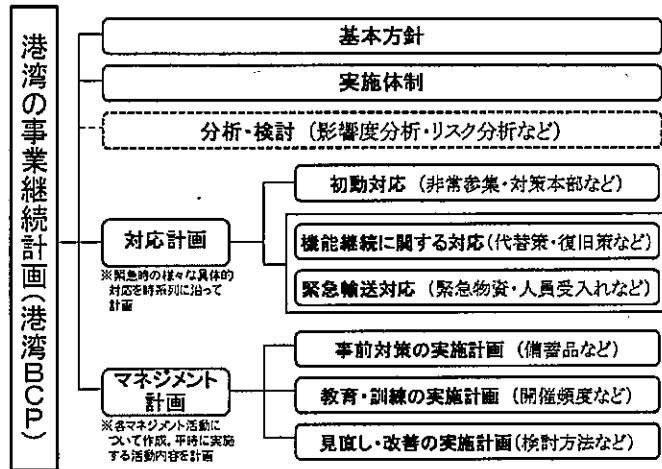 港湾の事業継続計画(港湾BCP)
基本方針
実施体制
分析・検討 (影響度分析・リスク分析など)
対応計画
※緊急時の様々な具体的
対応を時系列に沿って
計画
初動対応 (非常参集・対策本部など)
機能継続に関する対応(代替策・復旧策など)
緊急輸送対応 (緊急物資・人員受入れなど)
マネジメント
計画
※各マネジメント活動に
ついて作成。平時に実施
する活動内容を計画
事前対策の実施計画 (備蓄品など)
教育・訓練の実施計画 (開催頻度など)
見直し・改善の実施計画(検討方法など)